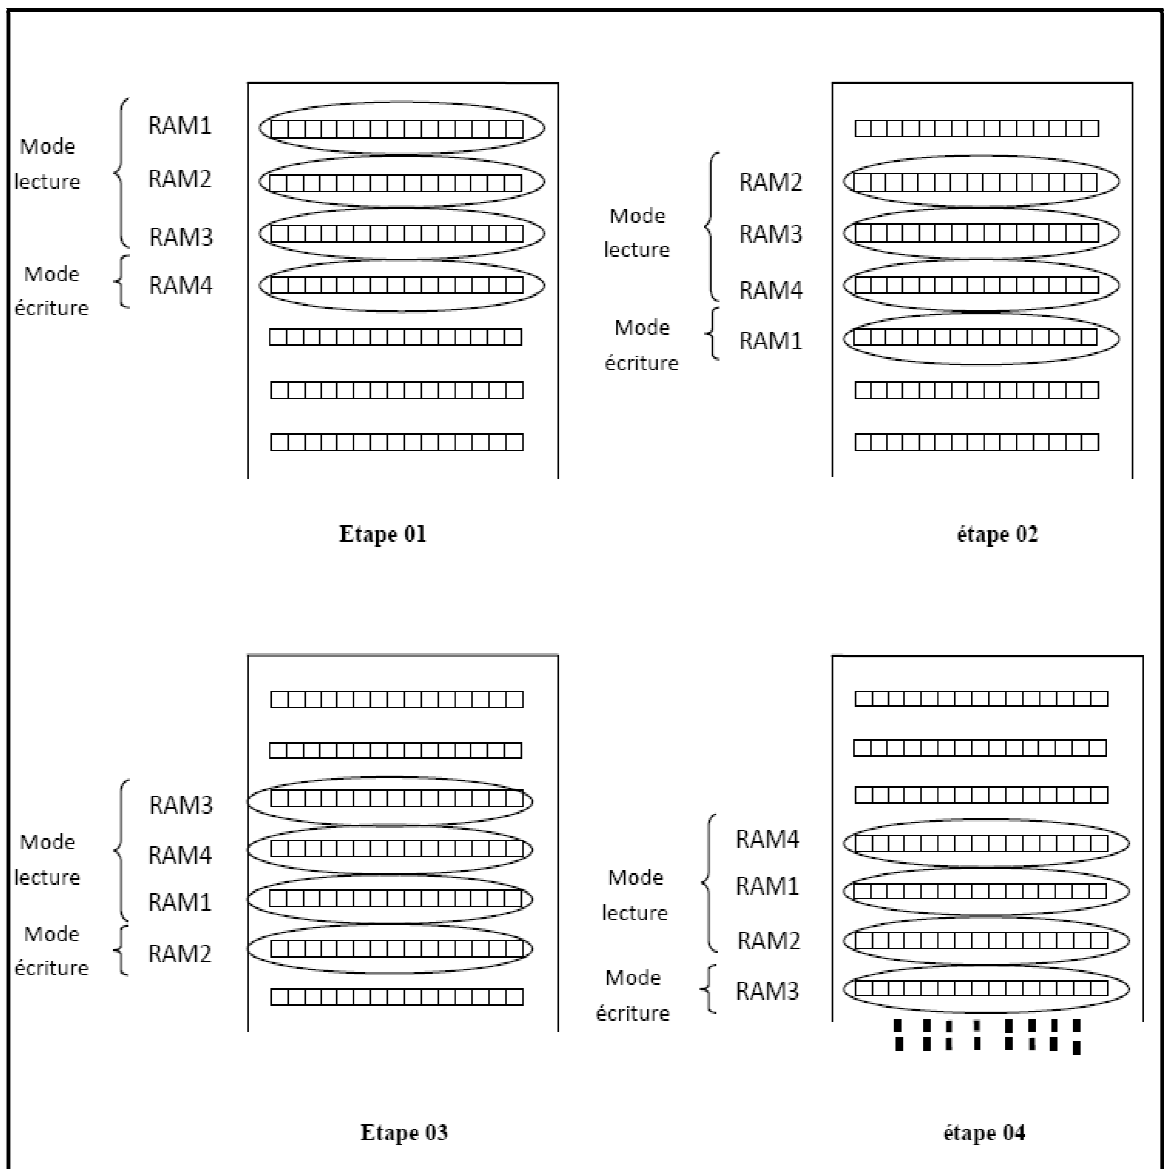 Mode
lecture
RAM1
RAM2
RAM3
Mode
écriture
RAM4
Etape 01
Mode
lecture
RAM2
RAM3
RAM4
Mode
écriture
RAM1
étape 02
Mode
lecture
RAM3
RAM4
RAM1
Mode
écriture
RAM2
Etape 03
Mode
lecture
RAM4
RAM1
RAM2
Mode
écriture
RAM3
étape 04